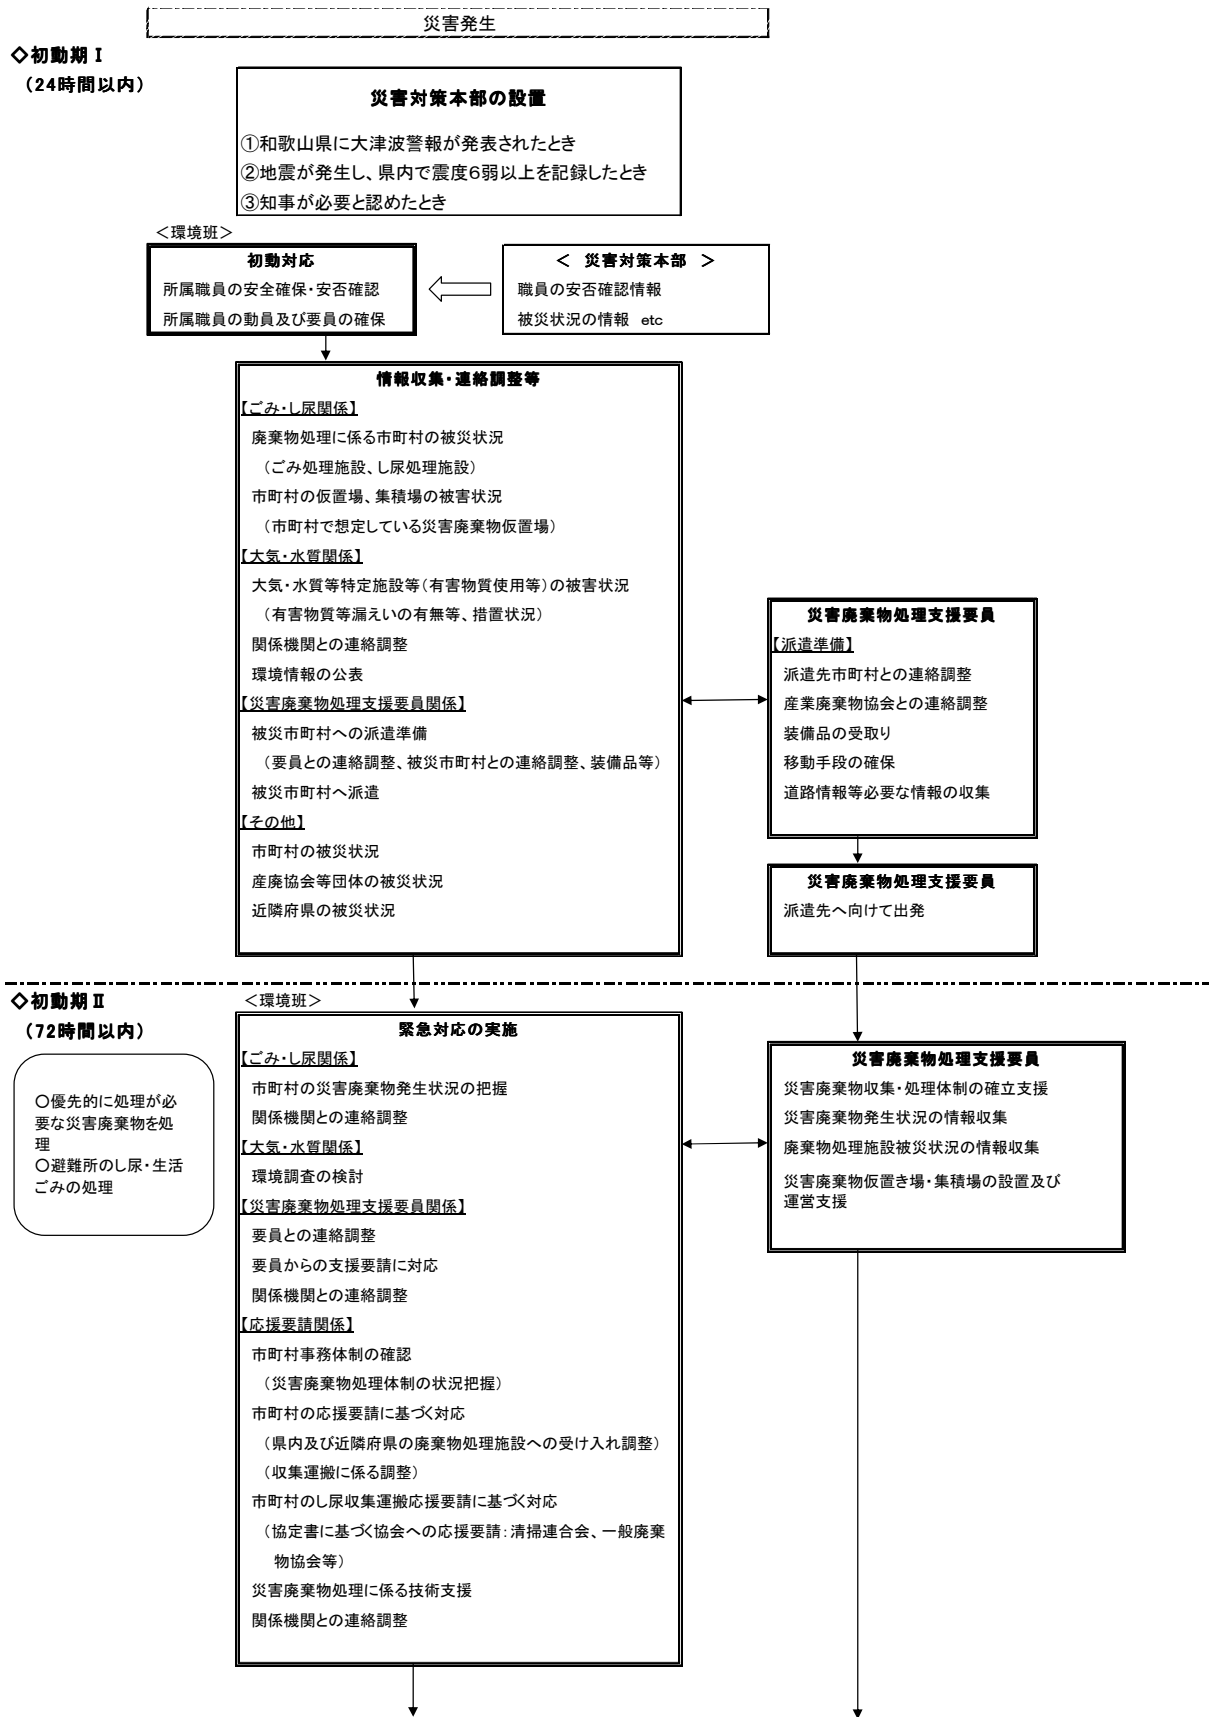 災害発生
◇初動期Ⅰ
（24時間以内）
災害対策本部の設置
①和歌山県に大津波警報が発表されたとき
②地震が発生し、県内で震度６弱以上を記録したとき
③知事が必要と認めたとき
＜環境班＞
初動対応
所属職員の安全確保・安否確認
所属職員の動員及び要員の確保
＜ 災害対策本部 ＞
職員の安否確認情報
被災状況の情報 etc
情報収集・連絡調整等
【ごみ・し尿関係】
廃棄物処理に係る市町村の被災状況
（ごみ処理施設、し尿処理施設）
市町村の仮置場、集積場の被害状況
（市町村で想定している災害廃棄物仮置場）
【大気・水質関係】
大気・水質等特定施設等（有害物質使用等）の被害状況
（有害物質等漏えいの有無等、措置状況）
関係機関との連絡調整
環境情報の公表
【災害廃棄物処理支援要員関係】
被災市町村への派遣準備
（要員との連絡調整、被災市町村との連絡調整、装備品等）
被災市町村へ派遣
【その他】
市町村の被災状況
産廃協会等団体の被災状況
近隣府県の被災状況
災害廃棄物処理支援要員
【派遣準備】
派遣先市町村との連絡調整
産業廃棄物協会との連絡調整
装備品の受取り
移動手段の確保
道路情報等必要な情報の収集
災害廃棄物処理支援要員
派遣先へ向けて出発
◇初動期Ⅱ
（72時間以内）
○優先的に処理が必
要な災害廃棄物を処
理
○避難所のし尿・生活
ごみの処理
＜環境班＞
緊急対応の実施
【ごみ・し尿関係】
市町村の災害廃棄物発生状況の把握
関係機関との連絡調整
【大気・水質関係】
環境調査の検討
【災害廃棄物処理支援要員関係】
要員との連絡調整
要員からの支援要請に対応
関係機関との連絡調整
【応援要請関係】
市町村事務体制の確認
（災害廃棄物処理体制の状況把握）
市町村の応援要請に基づく対応
（県内及び近隣府県の廃棄物処理施設への受け入れ調整）
（収集運搬に係る調整）
市町村のし尿収集運搬応援要請に基づく対応
（協定書に基づく協会への応援要請：清掃連合会、一般廃棄
物協会等）
災害廃棄物処理に係る技術支援
関係機関との連絡調整
災害廃棄物処理支援要員
災害廃棄物収集・処理体制の確立支援
災害廃棄物発生状況の情報収集
廃棄物処理施設被災状況の情報収集
災害廃棄物仮置き場・集積場の設置及び
運営支援